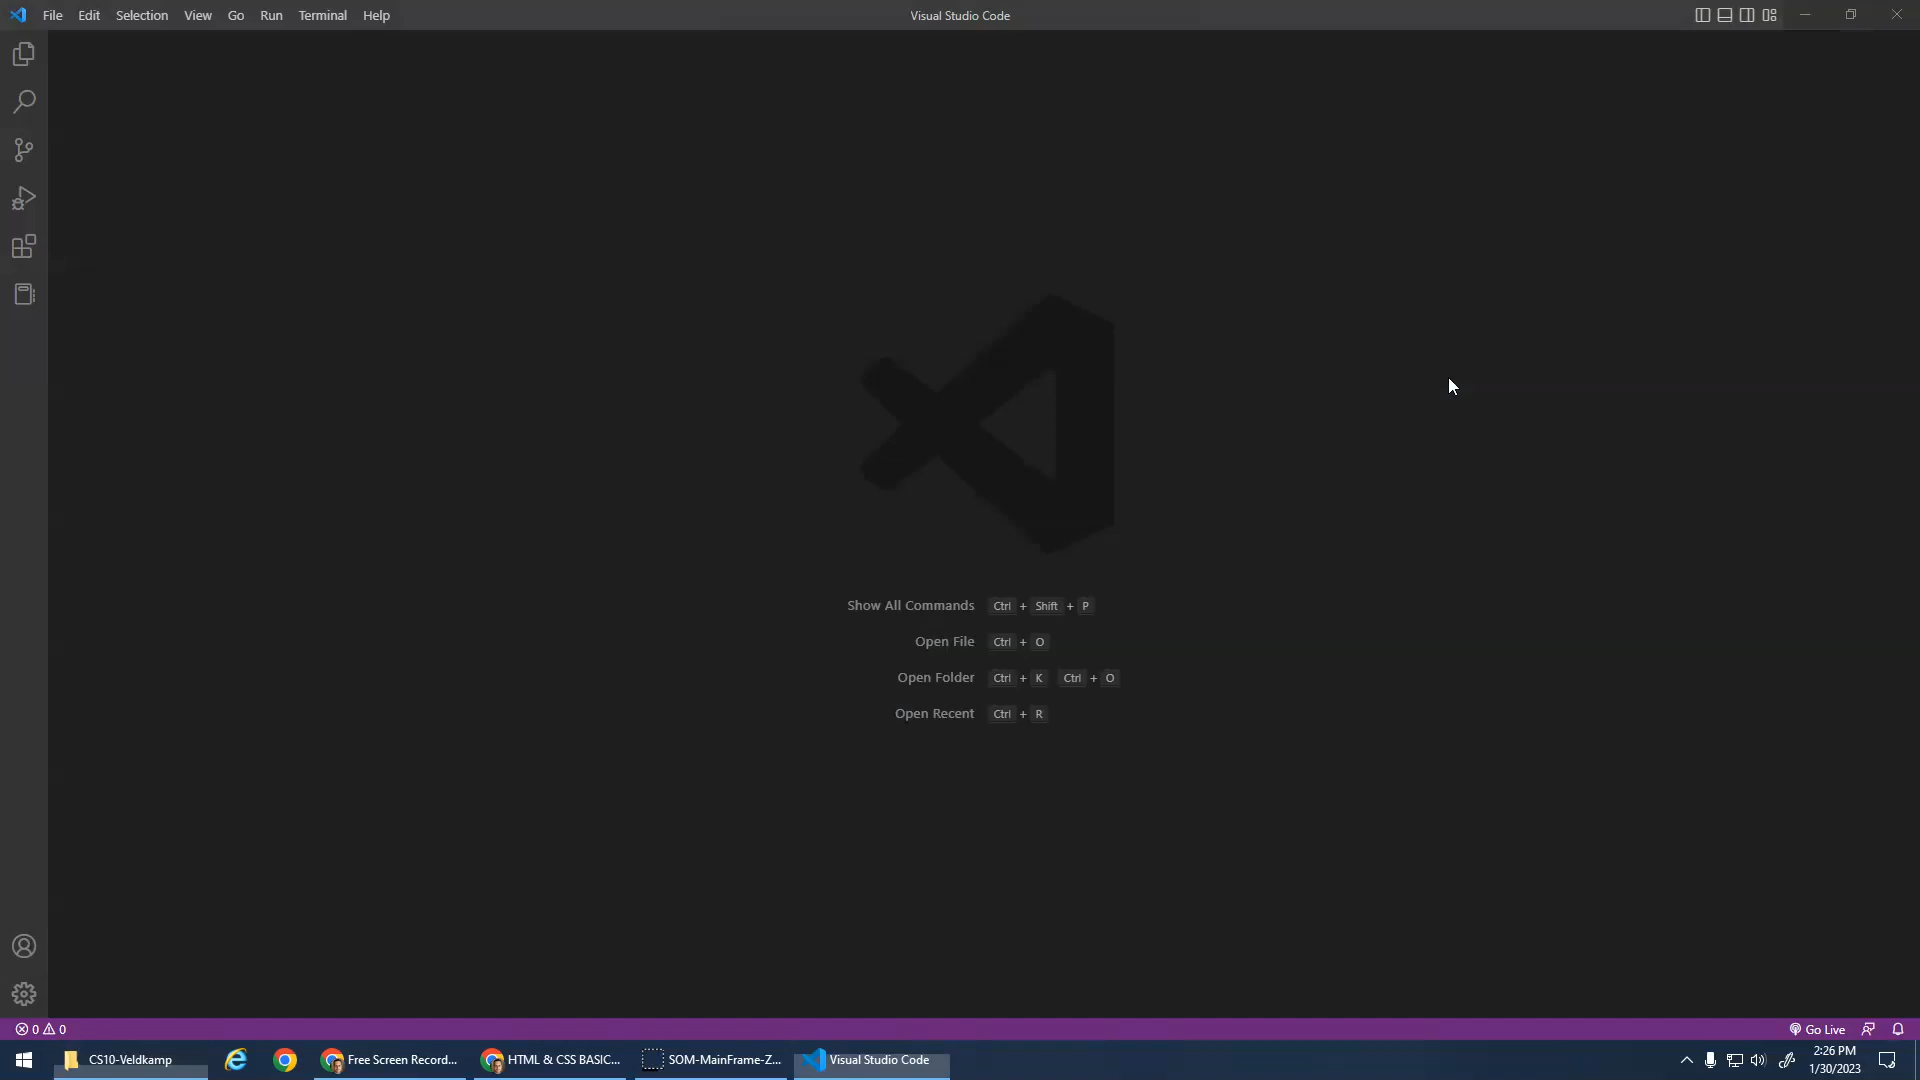 File Edit Selection View Go Run Terminal Help
Visual Studio Code
Show All Commands Ctrl + Shift + P
Open File Ctrl + O
Open Folder Ctrl + K Ctrl + O
Open Recent Ctrl + R
0 0
Go Live
CS10-Veldkamp
Free Screen Record...
HTML & CSS BASIC...
SOM-MainFrame-Z...
Visual Studio Code
2:26 PM
1/30/2023